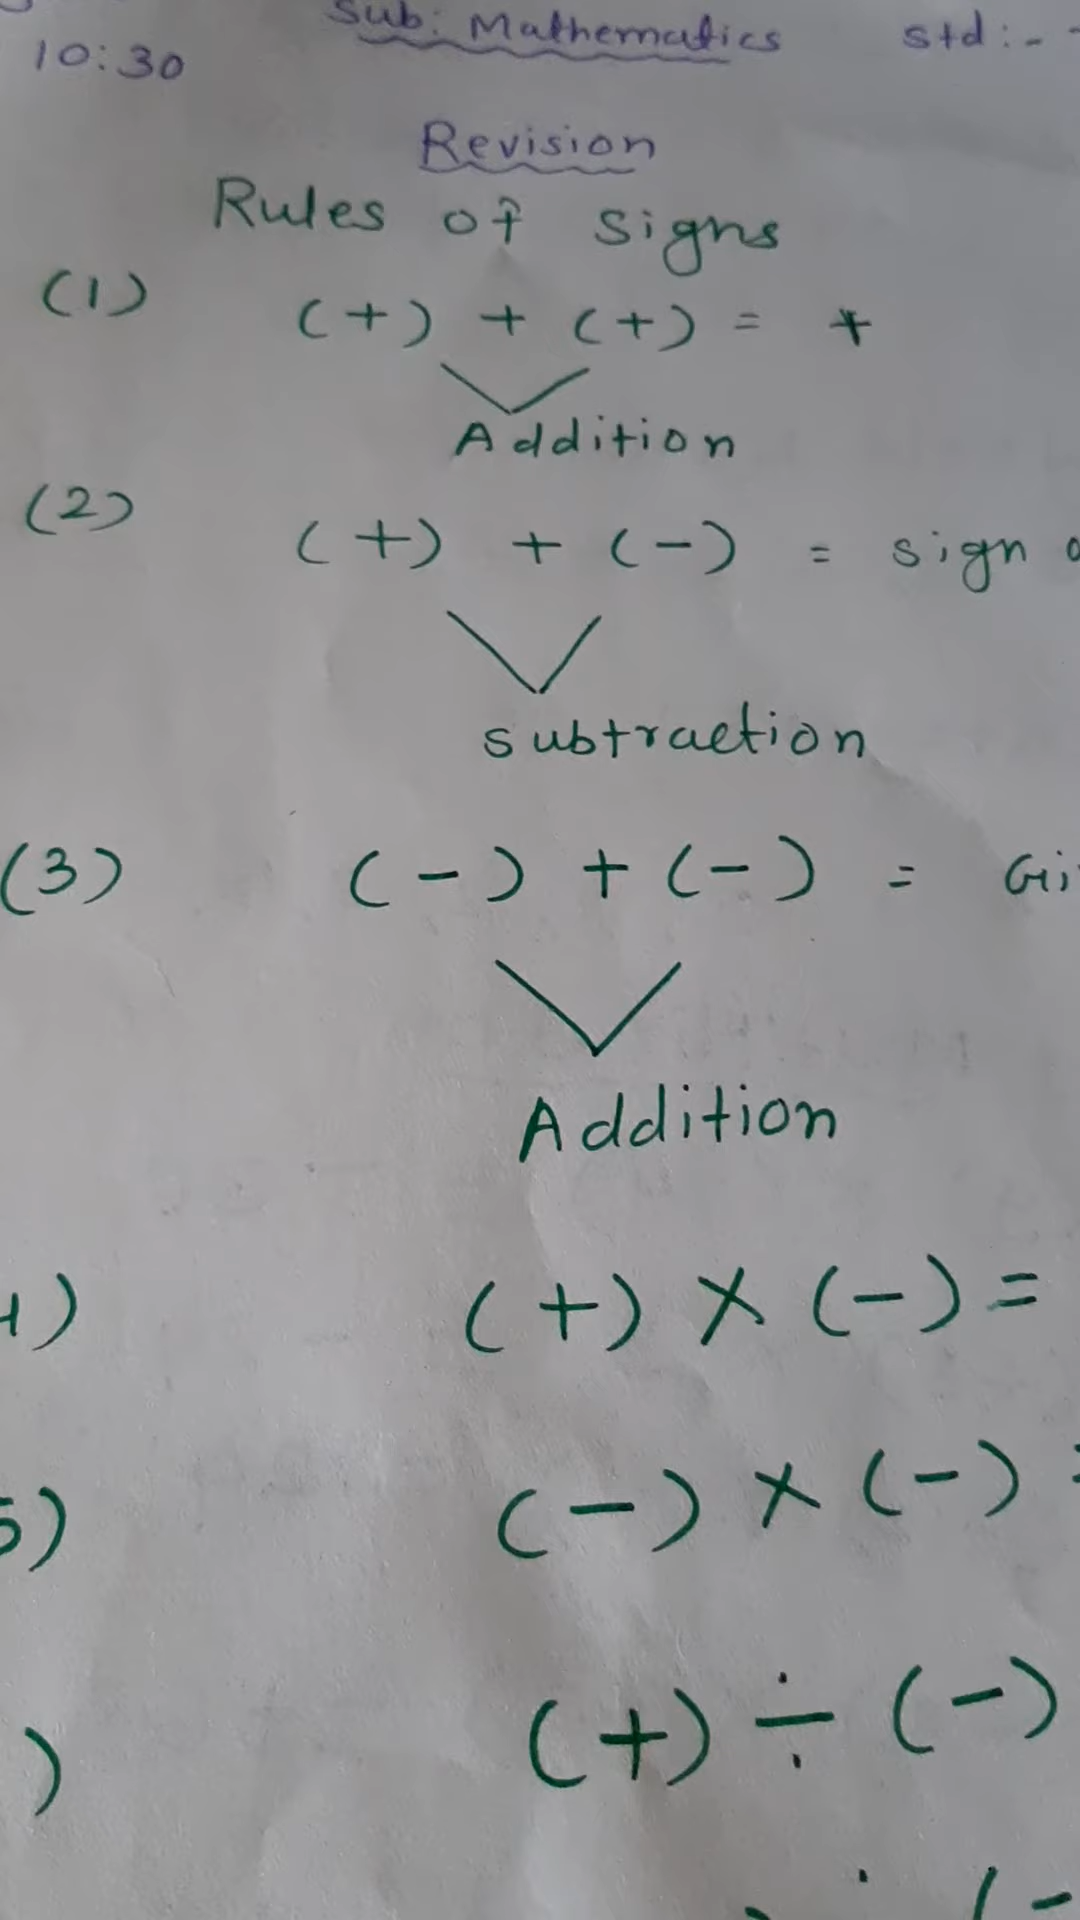 Sub: Mathematics std:-
10:30
Revision
Rules of signs
(1) (+) + (+) = +
Addition
(2) (+) + (-) = sign
subtraction
(3) (-) + (-) =
Addition
) (+) × (-) =
) (-) × (-)
) (+) ÷ (-)